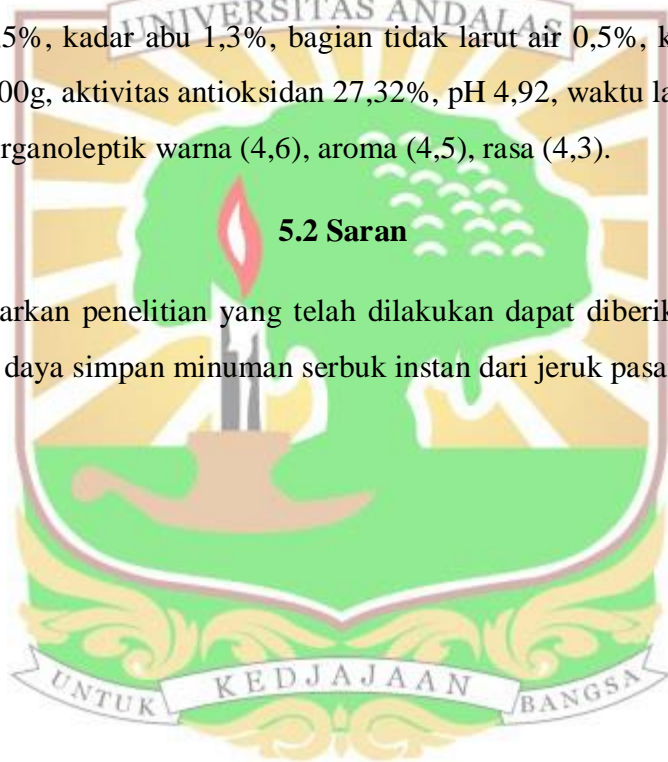 UNIVERSITAS ANDALAS
5%, kadar abu 1,3%, bagian tidak larut air 0,5%, k
00g, aktivitas antioksidan 27,32%, pH 4,92, waktu la
rganoleptik warna (4,6), aroma (4,5), rasa (4,3).
5.2 Saran
arkan penelitian yang telah dilakukan dapat diberik
daya simpan minuman serbuk instan dari jeruk pasa
UNTUK KEDJAJAAN BANGSA